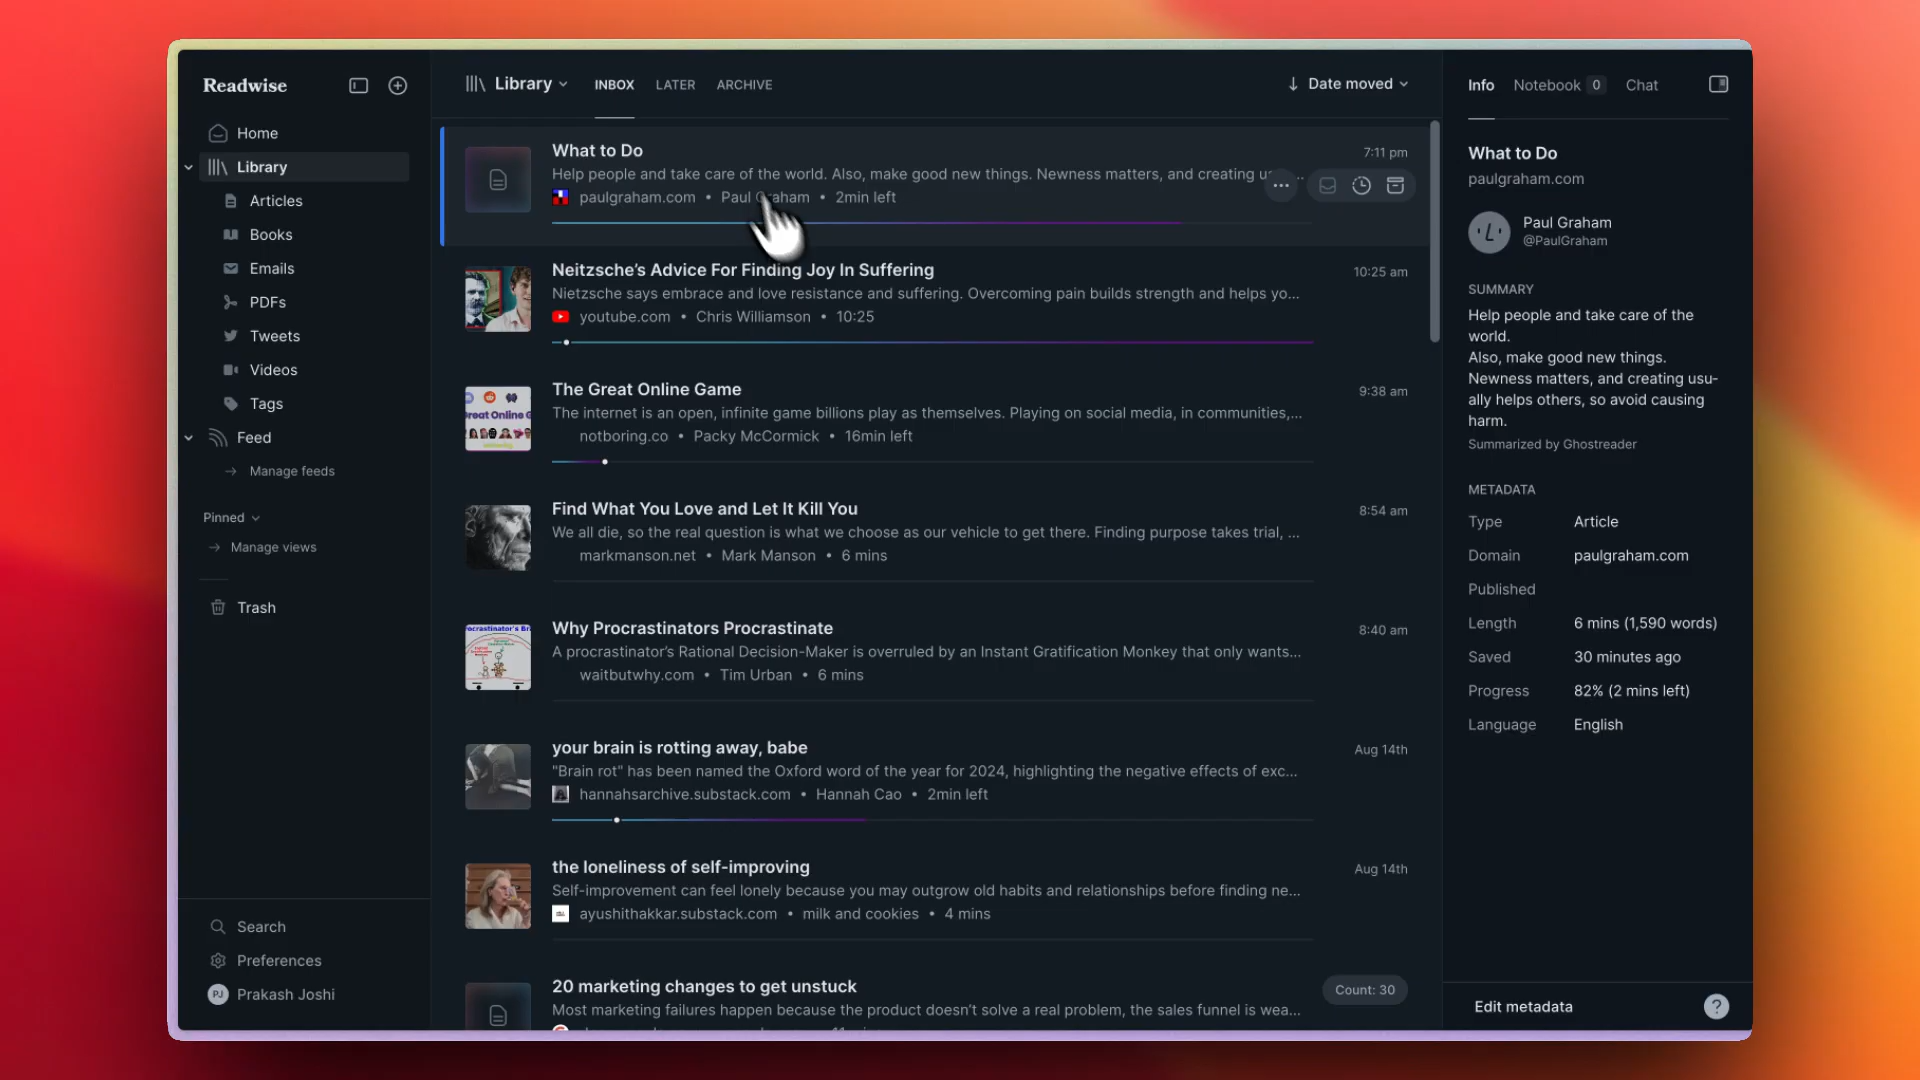 Readwise
Home
Library
Articles
Books
Emails
PDFs
Tweets
Videos
Tags
Feed
Manage feeds
Pinned
Manage views
Trash
Search
Preferences
PJ Prakash Joshi
Library INBOX LATER ARCHIVE
Date moved
What to Do
7:11 pm
Help people and take care of the world. Also, make good new things. Newness matters, and creating
paulgraham.com • Paul Graham • 2min left
Neitzsche's Advice For Finding Joy In Suffering
10:25 am
Nietzsche says embrace and love resistance and suffering. Overcoming pain builds strength and helps yo...
youtube.com • Chris Williamson • 10:25
The Great Online Game
9:38 am
The internet is an open, infinite game billions play as themselves. Playing on social media, in communities,...
notboring.co • Packy McCormick • 16min left
Find What You Love and Let It Kill You
8:54 am
We all die, so the real question is what we choose as our vehicle to get there. Finding purpose takes trial, ...
markmanson.net • Mark Manson • 6 mins
Why Procrastinators Procrastinate
8:40 am
A procrastinator's Rational Decision-Maker is overruled by an Instant Gratification Monkey that only wants...
waitbutwhy.com • Tim Urban • 6 mins
your brain is rotting away, babe
Aug 14th
"Brain rot" has been named the Oxford word of the year for 2024, highlighting the negative effects of exc...
hannahsarchive.substack.com • Hannah Cao • 2min left
the loneliness of self-improving
Aug 14th
Self-improvement can feel lonely because you may outgrow old habits and relationships before finding ne...
ayushithakkar.substack.com • milk and cookies • 4 mins
20 marketing changes to get unstuck
Count: 30
Most marketing failures happen because the product doesn't solve a real problem, the sales funnel is wea...
Info Notebook 0 Chat
What to Do
paulgraham.com
Paul Graham
@PaulGraham
SUMMARY
Help people and take care of the
world.
Also, make good new things.
Newness matters, and creating usu-
ally helps others, so avoid causing
harm.
Summarized by Ghostreader
METADATA
Type Article
Domain paulgraham.com
Published
Length 6 mins (1,590 words)
Saved 30 minutes ago
Progress 82% (2 mins left)
Language English
Edit metadata
?